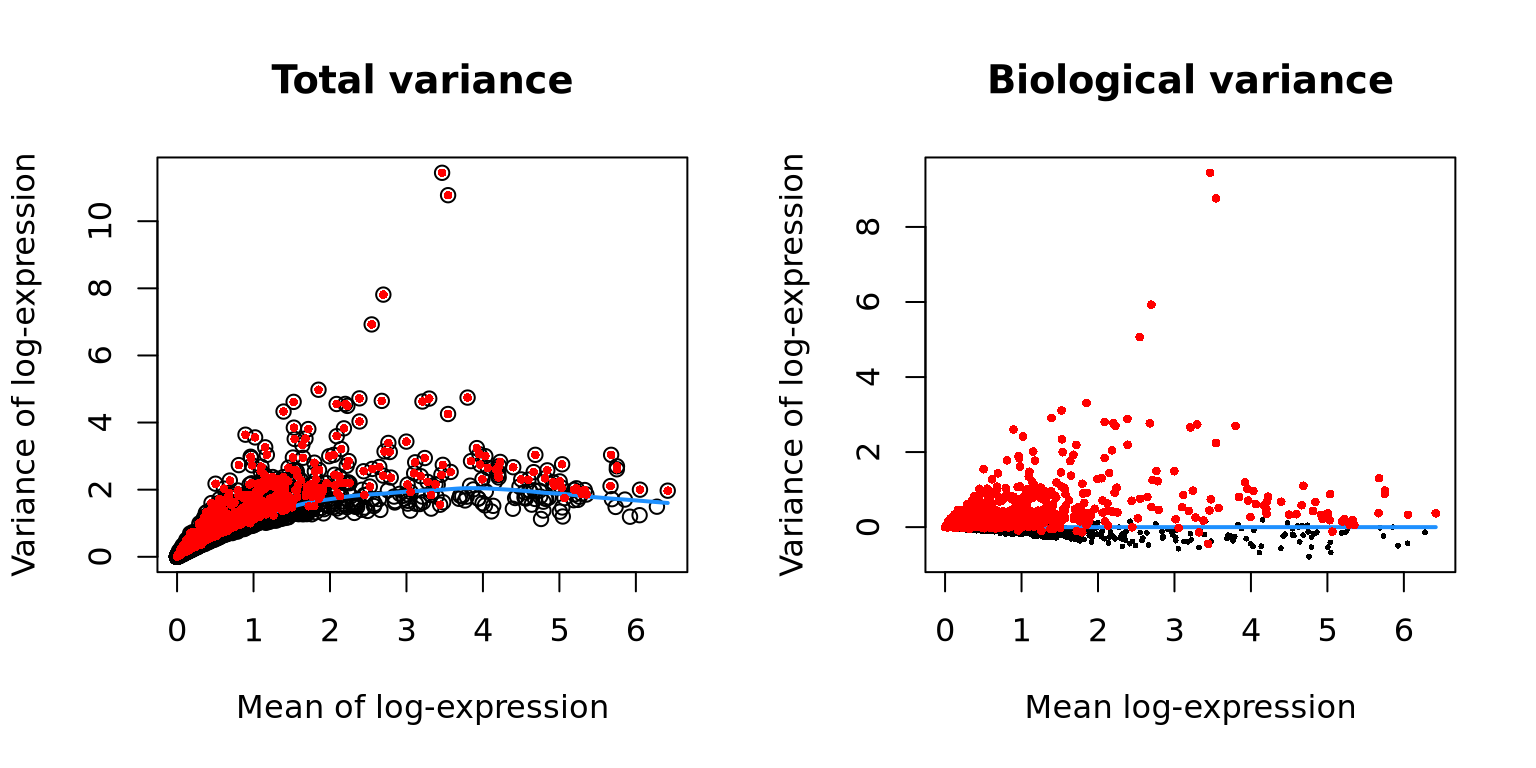 Total variance
Variance of log-expression
10
8
6
4
2
0
0 1 2 3 4 5 6
Mean of log-expression
Biological variance
Variance of log-expression
8
6
4
2
0
0 1 2 3 4 5 6
Mean log-expression